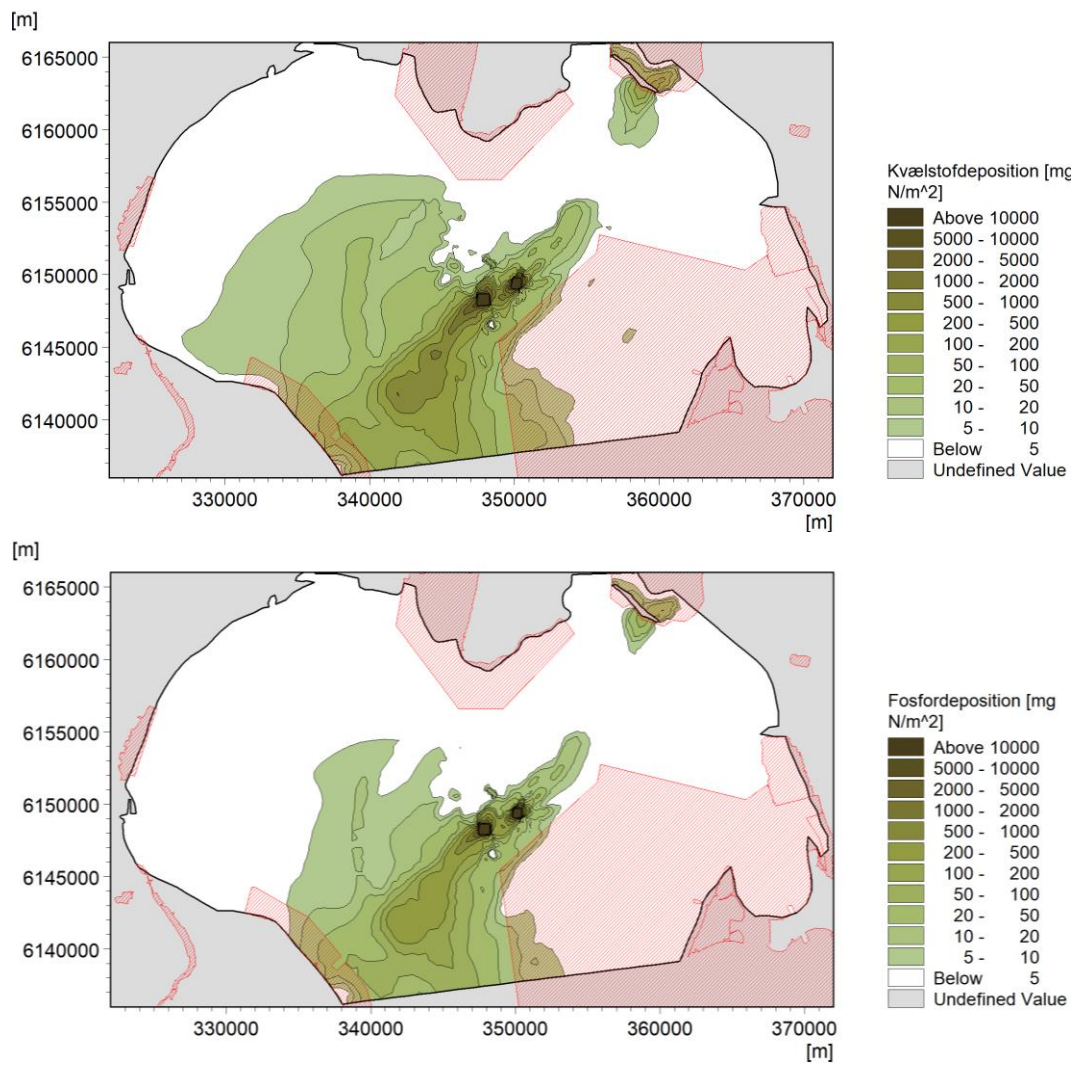 [m]
6165000
6160000
6155000
6150000
6145000
6140000
330000 340000 350000 360000 370000
[m]
Kvælstofdeposition [mg
N/m^2]
Above 10000
5000 - 10000
2000 - 5000
1000 - 2000
500 - 1000
200 - 500
100 - 200
50 - 100
20 - 50
10 - 20
5 - 10
Below 5
Undefined Value
[m]
6165000
6160000
6155000
6150000
6145000
6140000
330000 340000 350000 360000 370000
[m]
Fosfordeposition [mg
N/m^2]
Above 10000
5000 - 10000
2000 - 5000
1000 - 2000
500 - 1000
200 - 500
100 - 200
50 - 100
20 - 50
10 - 20
5 - 10
Below 5
Undefined Value